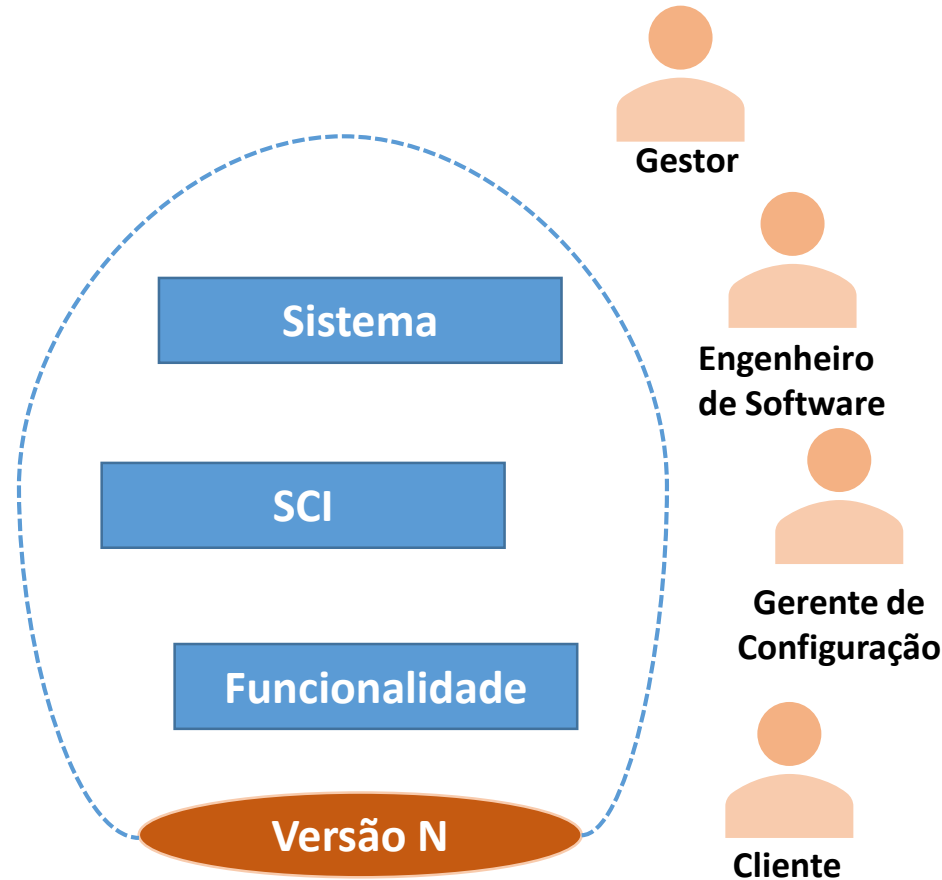 Gestor
Sistema
Engenheiro
de Software
SCI
Gerente de
Configuração
Funcionalidade
Versão N
Cliente